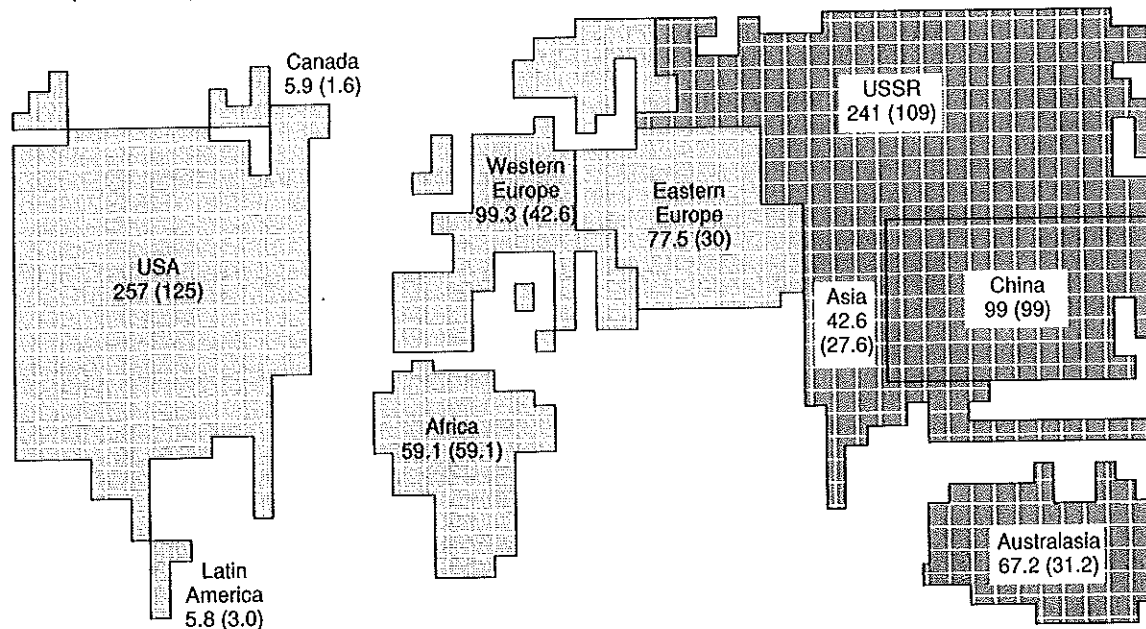 Canada
5.9 (1.6)
USSR
241 (109)
Western
Europe
99.3 (42.6)
Eastern
Europe
77.5 (30)
USA
257 (125)
Asia
42.6
(27.6)
China
99 (99)
Africa
59.1 (59.1)
Australasia
67.2 (31.2)
Latin
America
5.8 (3.0)